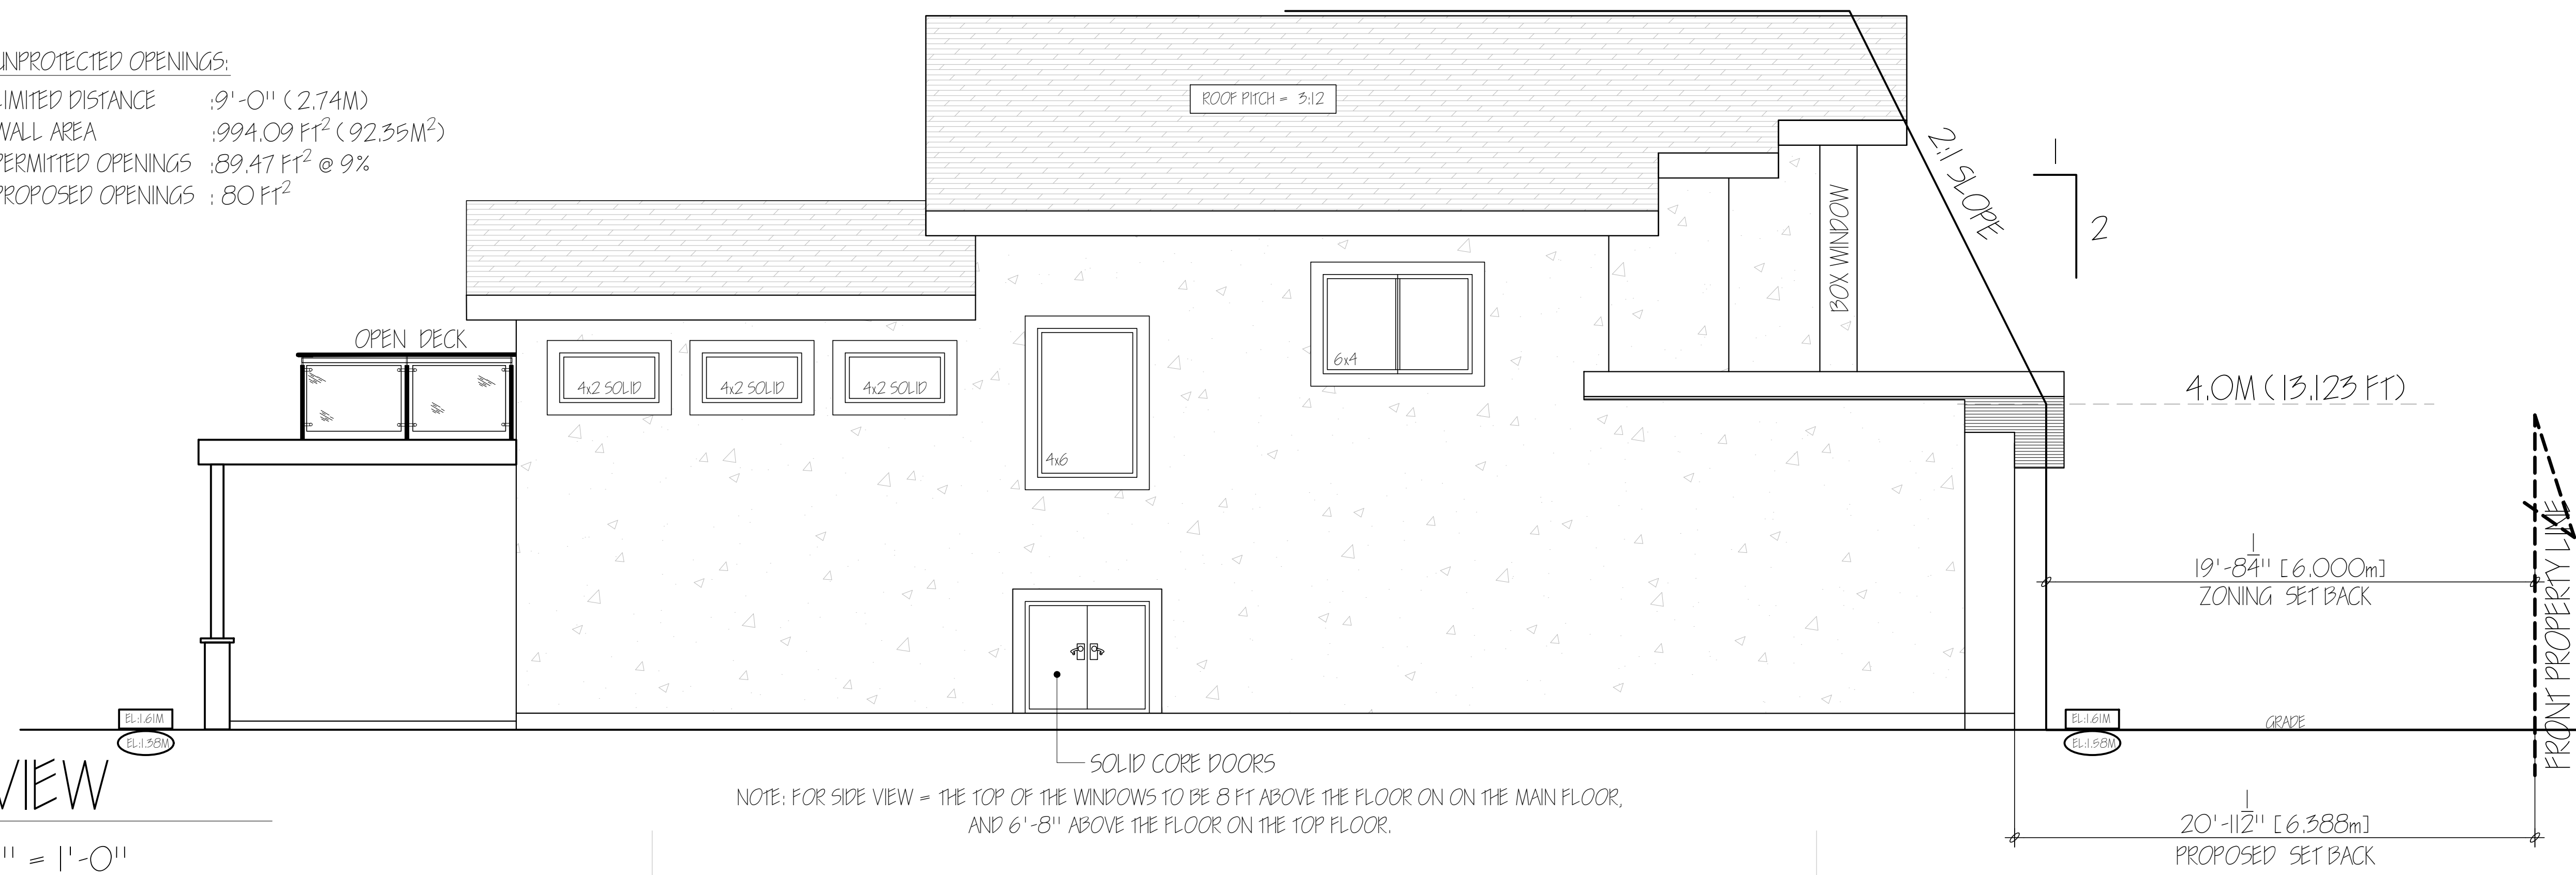 UNPROTECTED OPENINGS:
LIMITED DISTANCE :9'-0" (2.74M)
WALL AREA :994.09 FT2 (92.35M2)
PERMITTED OPENINGS :89.47 FT2 @ 9%
PROPOSED OPENINGS : 80 FT2
ROOF PITCH = 3:12
2:1 SLOPE
1
2
BOX WINDOW
OPEN DECK
4x2 SOLID
4x2 SOLID
4x2 SOLID
4x6
6x4
4.0M (13.123 FT)
19'-8 1/4" [6.000m]
ZONING SET BACK
FRONT PROPERTY LINE
EL:1.61M
EL:1.38M
EL:1.61M
EL:1.58M
GRADE
SOLID CORE DOORS
NOTE: FOR SIDE VIEW = THE TOP OF THE WINDOWS TO BE 8 FT ABOVE THE FLOOR ON ON THE MAIN FLOOR,
AND 6'-8" ABOVE THE FLOOR ON THE TOP FLOOR.
VIEW
" = 1'-0"
20'-11 1/2" [6.388m]
PROPOSED SET BACK